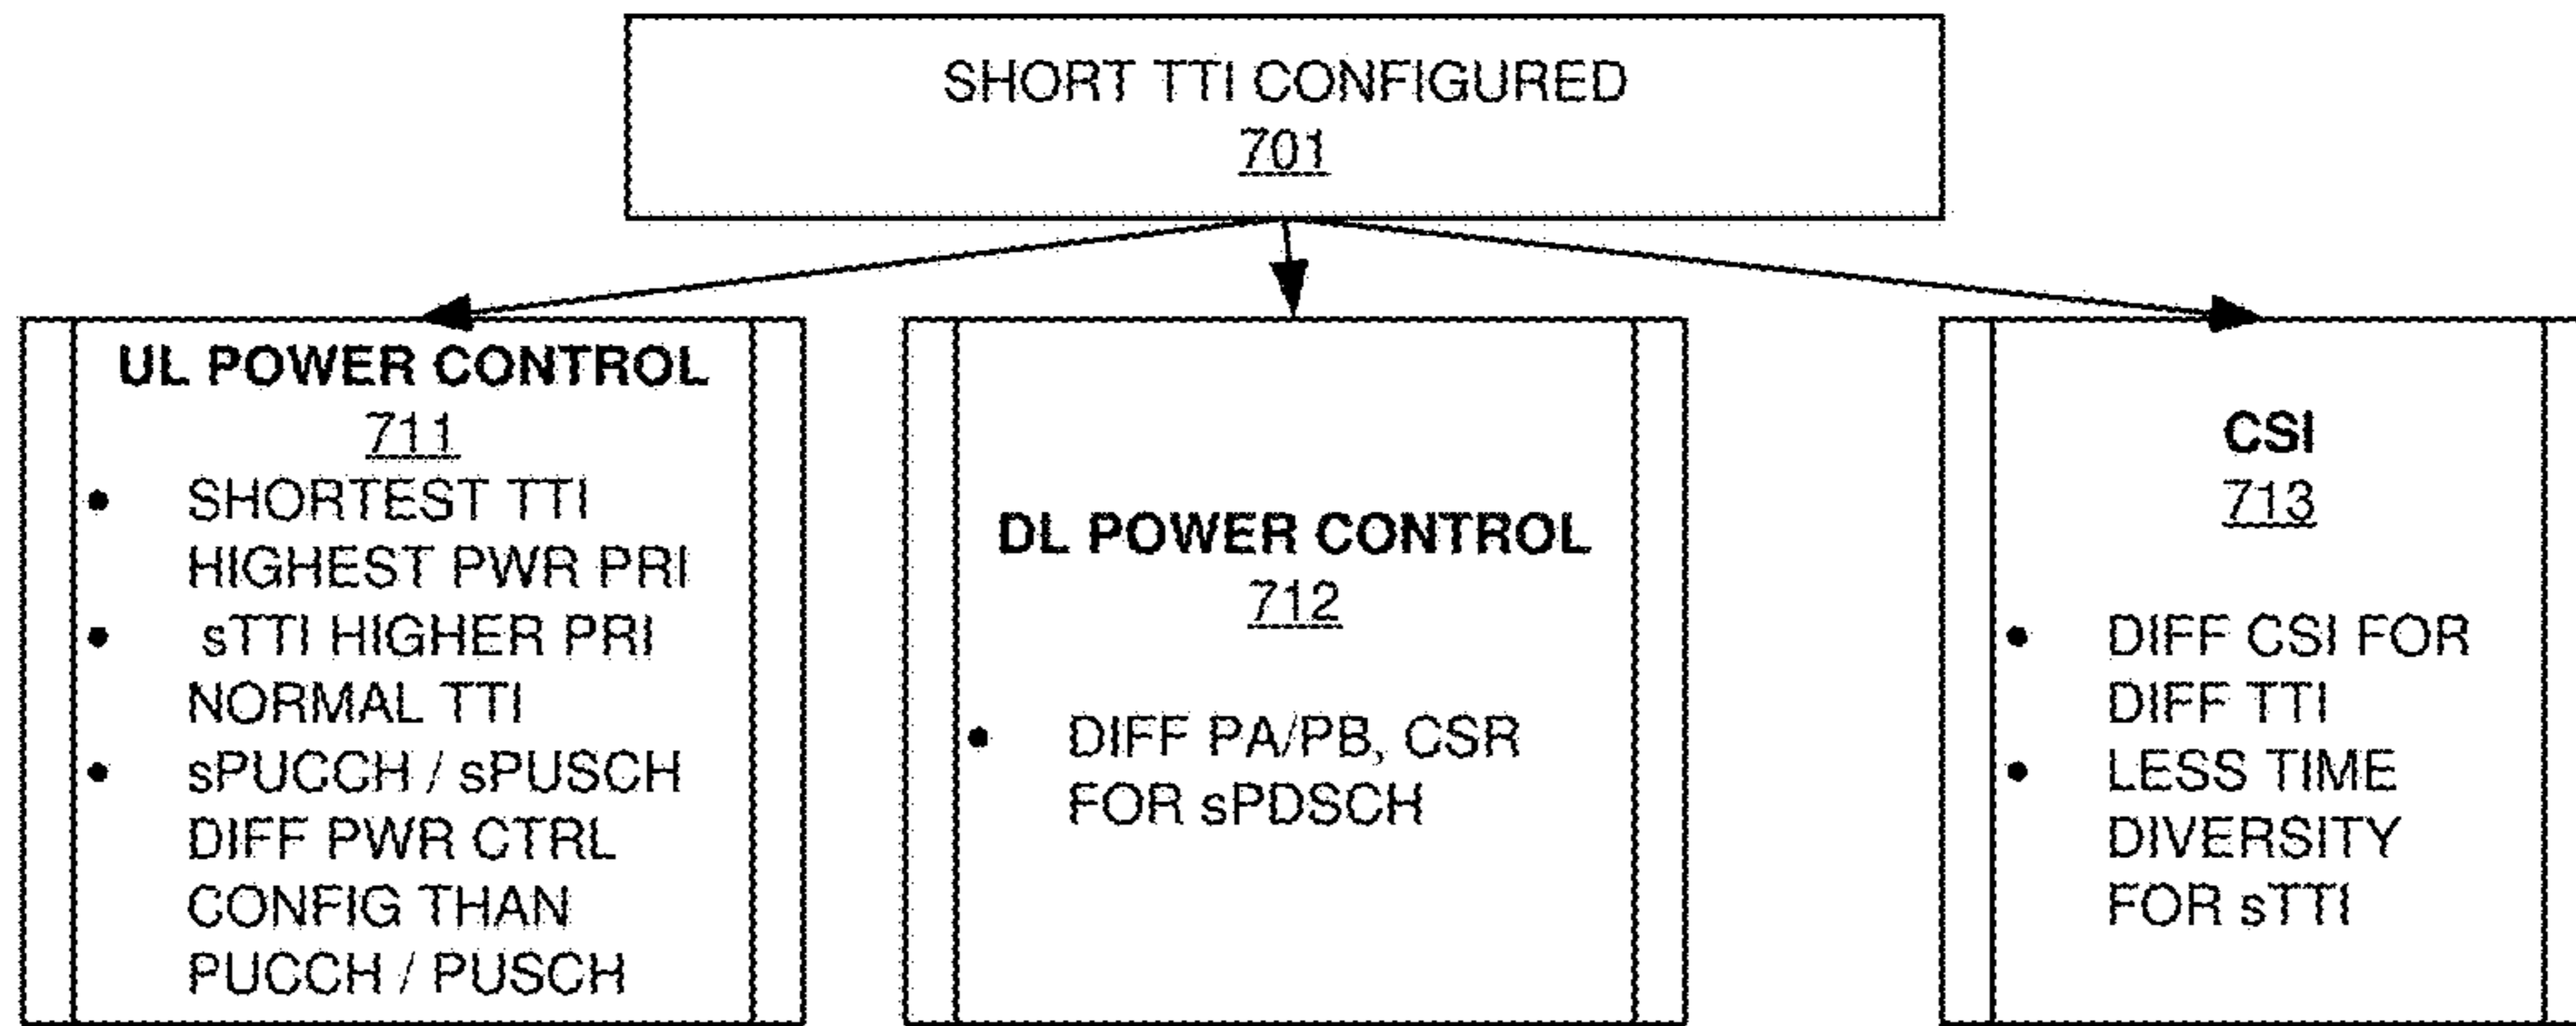 SHORT TTI CONFIGURED
701
UL POWER CONTROL
711
• SHORTEST TTI
HIGHEST PWR PRI
• sTTI HIGHER PRI
NORMAL TTI
• sPUCCH / sPUSCH
DIFF PWR CTRL
CONFIG THAN
PUCCH / PUSCH
DL POWER CONTROL
712
• DIFF PA/PB, CSR
FOR sPDSCH
CSI
713
• DIFF CSI FOR
DIFF TTI
• LESS TIME
DIVERSITY
FOR sTTI